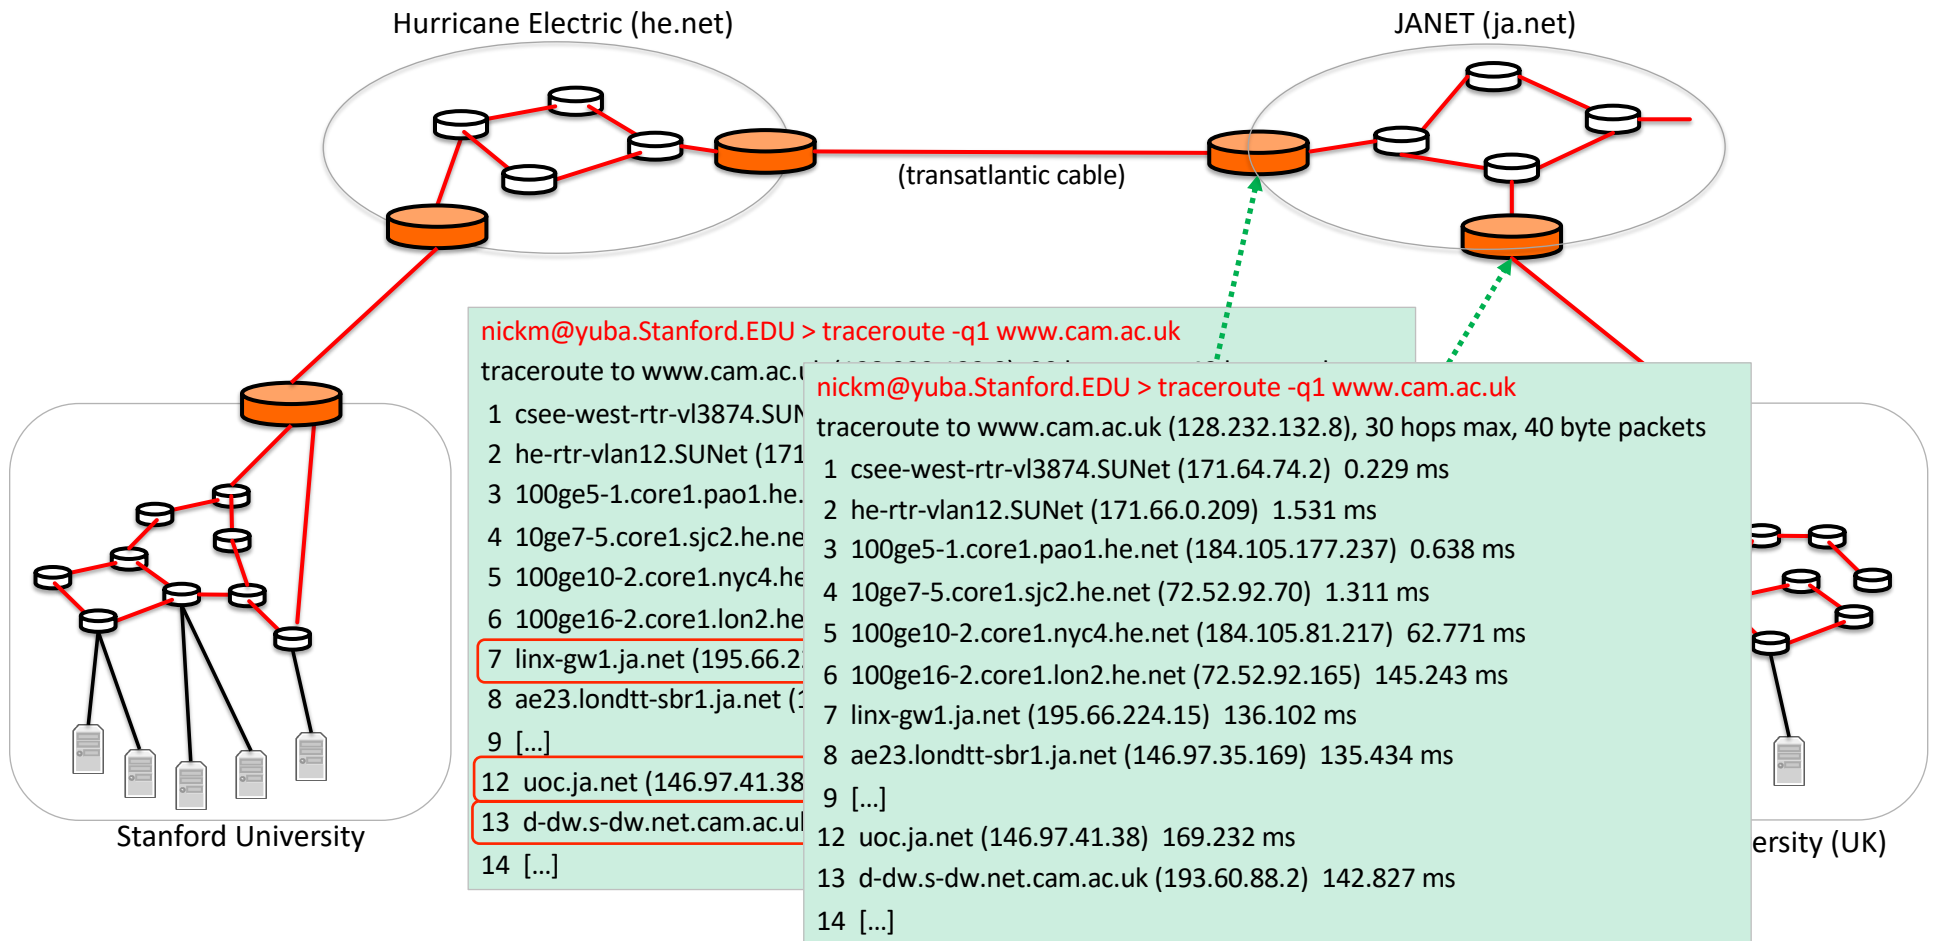 Hurricane Electric (he.net)
JANET (ja.net)
(transatlantic cable)
nickm@yuba.Stanford.EDU > traceroute -q1 www.cam.ac.uk
traceroute to www.cam.ac.u
1 csee-west-rtr-vl3874.SUN
2 he-rtr-vlan12.SUNet (171
3 100ge5-1.core1.pao1.he.
4 10ge7-5.core1.sjc2.he.ne
5 100ge10-2.core1.nyc4.he
6 100ge16-2.core1.lon2.he
7 linx-gw1.ja.net (195.66.2
8 ae23.londtt-sbr1.ja.net (1
9 [...]
12 uoc.ja.net (146.97.41.38
13 d-dw.s-dw.net.cam.ac.uk
14 [...]
nickm@yuba.Stanford.EDU > traceroute -q1 www.cam.ac.uk
traceroute to www.cam.ac.uk (128.232.132.8), 30 hops max, 40 byte packets
1 csee-west-rtr-vl3874.SUNet (171.64.74.2) 0.229 ms
2 he-rtr-vlan12.SUNet (171.66.0.209) 1.531 ms
3 100ge5-1.core1.pao1.he.net (184.105.177.237) 0.638 ms
4 10ge7-5.core1.sjc2.he.net (72.52.92.70) 1.311 ms
5 100ge10-2.core1.nyc4.he.net (184.105.81.217) 62.771 ms
6 100ge16-2.core1.lon2.he.net (72.52.92.165) 145.243 ms
7 linx-gw1.ja.net (195.66.224.15) 136.102 ms
8 ae23.londtt-sbr1.ja.net (146.97.35.169) 135.434 ms
9 [...]
12 uoc.ja.net (146.97.41.38) 169.232 ms
13 d-dw.s-dw.net.cam.ac.uk (193.60.88.2) 142.827 ms
14 [...]
Stanford University
ersity (UK)